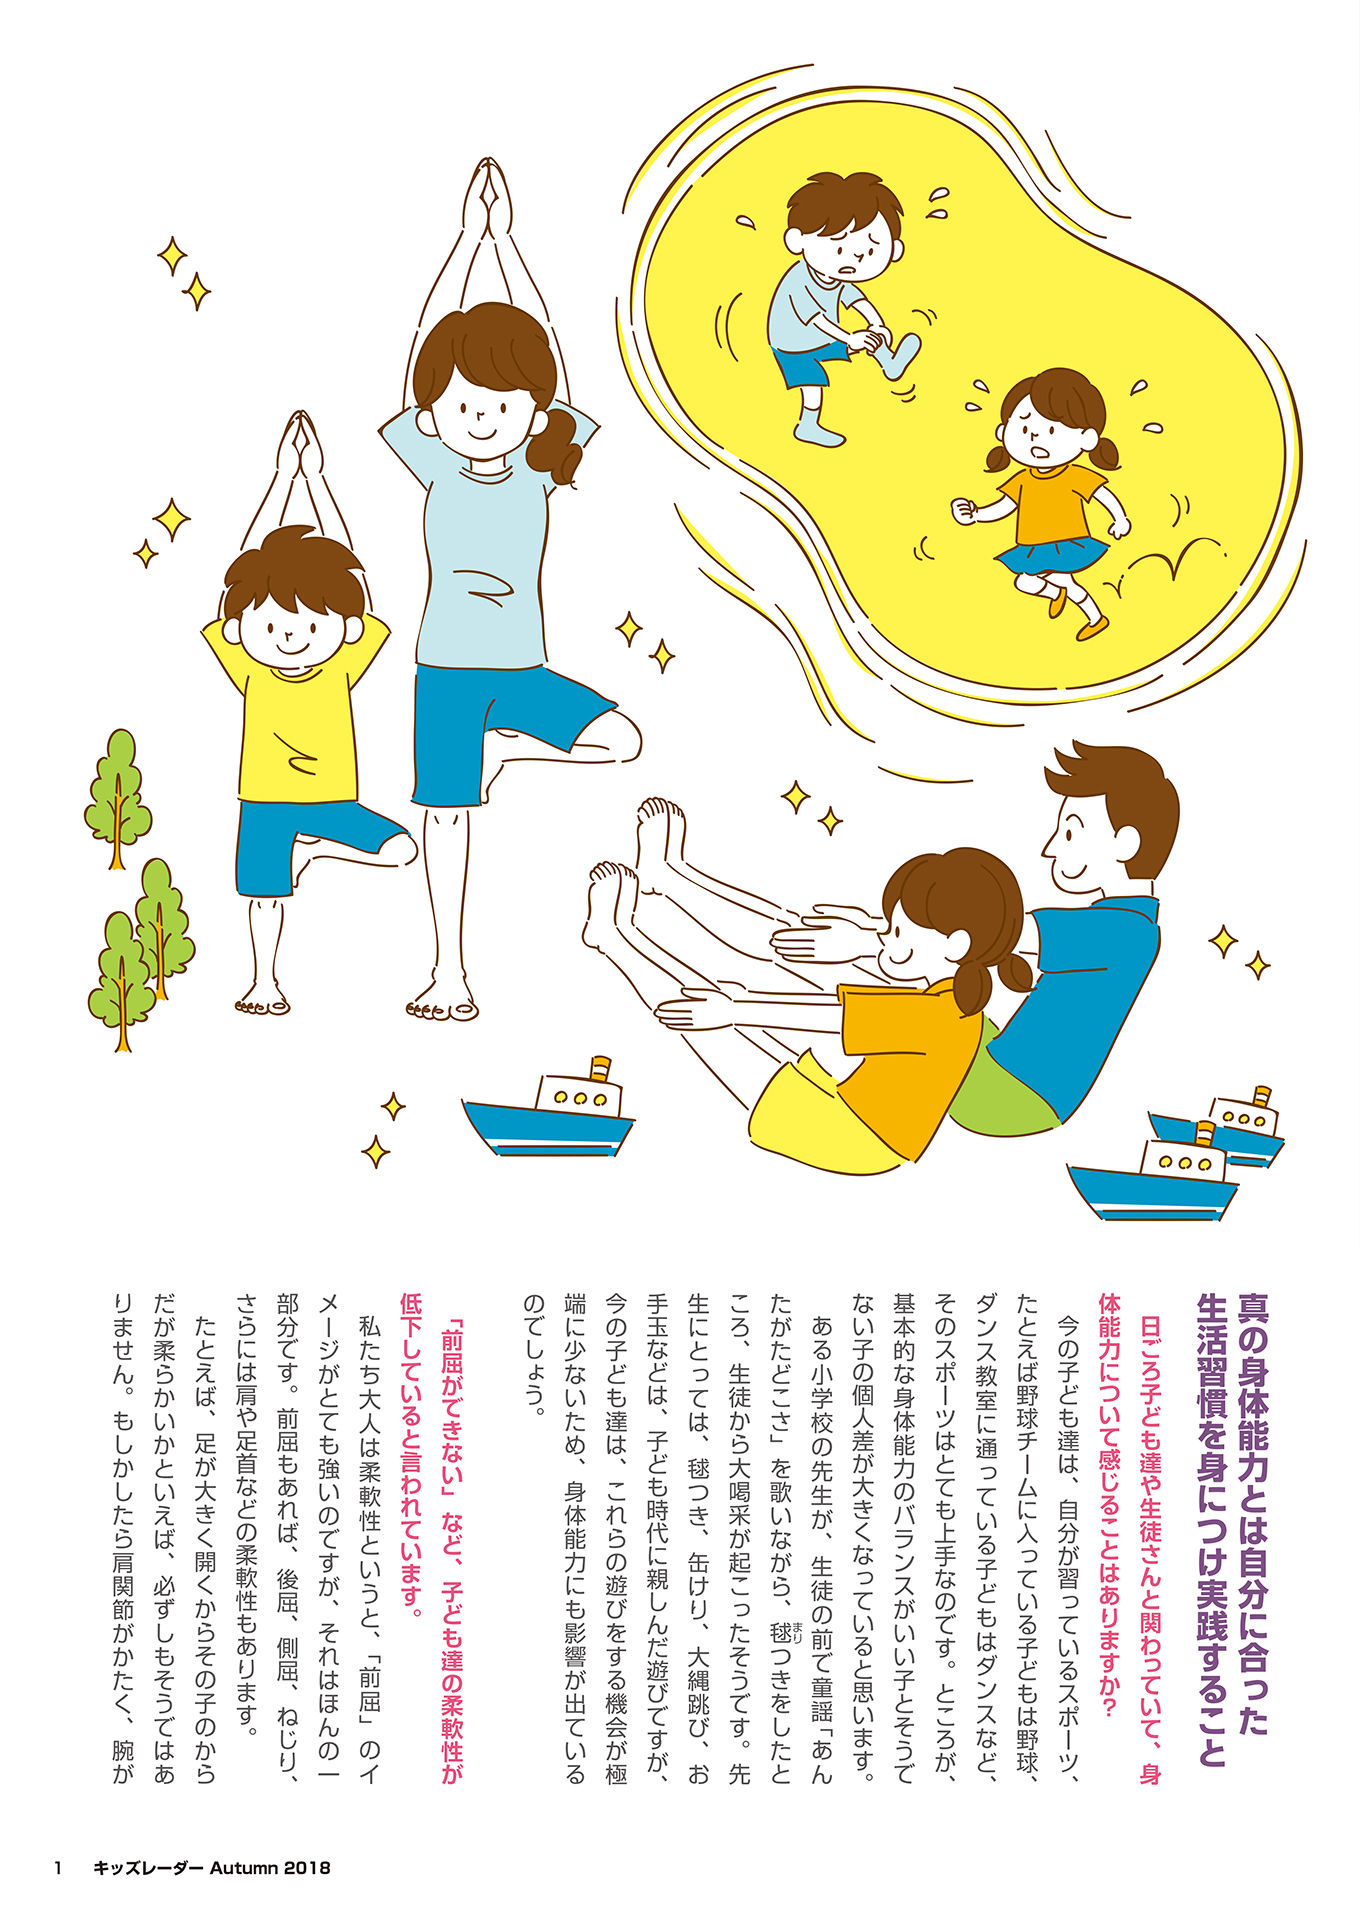 真の身体能力とは自分に合った
生活習慣を身につけ実践すること
日ごろ子ども達や生徒さんと関わっていて、身
体能力について感じることはありますか？
今の子ども達は、自分が習っているスポーツ、
たとえば野球チームに入っている子どもは野球、
ダンス教室に通っている子どもはダンスなど、
そのスポーツはとても上手なのです。ところが、
基本的な身体能力のバランスがいい子とそうで
ない子の個人差が大きくなっていると思います。
ある小学校の先生が、生徒の前で童謡「あん
たがたどこさ」を歌いながら、毬つきをしたと
まり
ころ、生徒から大喝采が起こったそうです。先
生にとっては、毬つき、缶けり、大縄跳び、お
手玉などは、子ども時代に親しんだ遊びですが、
今の子ども達は、これらの遊びをする機会が極
端に少ないため、身体能力にも影響が出ている
のでしょう。
「前屈ができない」など、子ども達の柔軟性が
低下していると言われています。
私たち大人は柔軟性というと、「前屈」のイ
メージがとても強いのですが、それはほんの一
部分です。前屈もあれば、後屈、側屈、ねじり、
さらには肩や足首などの柔軟性もあります。
たとえば、足が大きく開くからその子のから
だが柔らかいかといえば、必ずしもそうではあ
りません。もしかしたら肩関節がかたく、腕が
1 キッズレーダー Autumn 2018